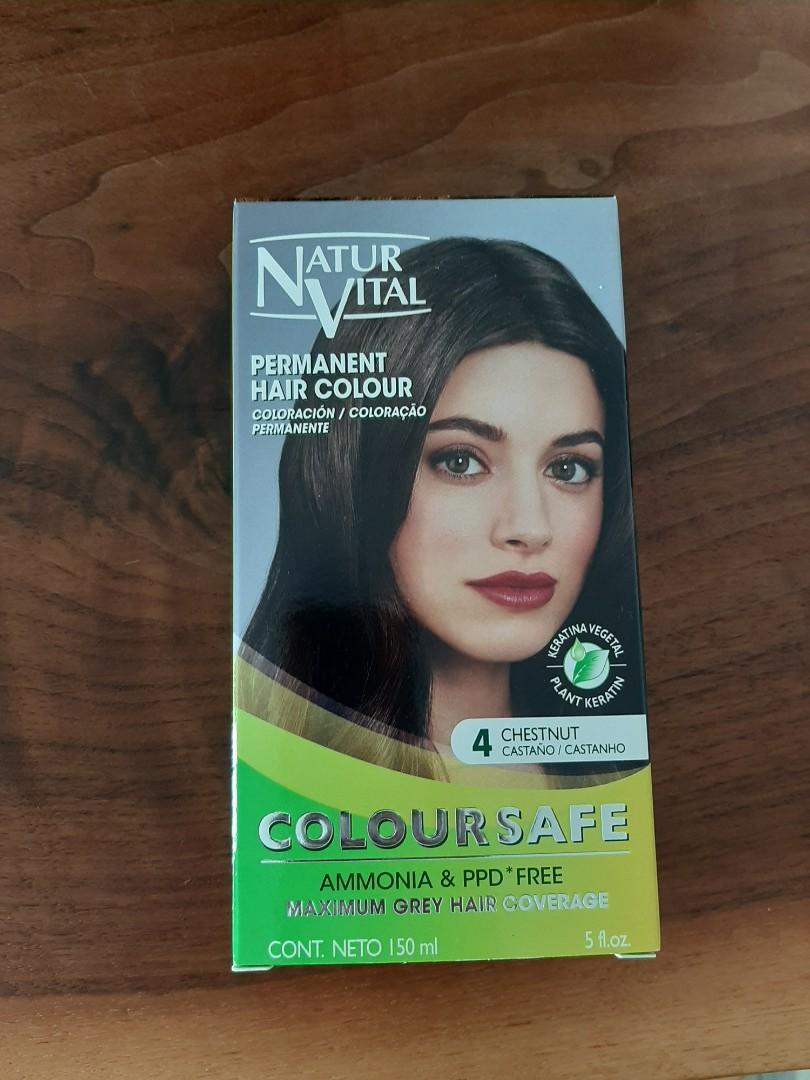 NATUR
VITAL
PERMANENT
HAIR COLOUR
COLORACIÓN / COLORAÇÃO
PERMANENTE
KERATINA VEGETAL
PLANT KERATIN
4 CHESTNUT
CASTAÑO / CASTANHO
COLOURSAFE
AMMONIA & PPD* FREE
MAXIMUM GREY HAIR COVERAGE
CONT. NETO 150 ml
5 fl.oz.